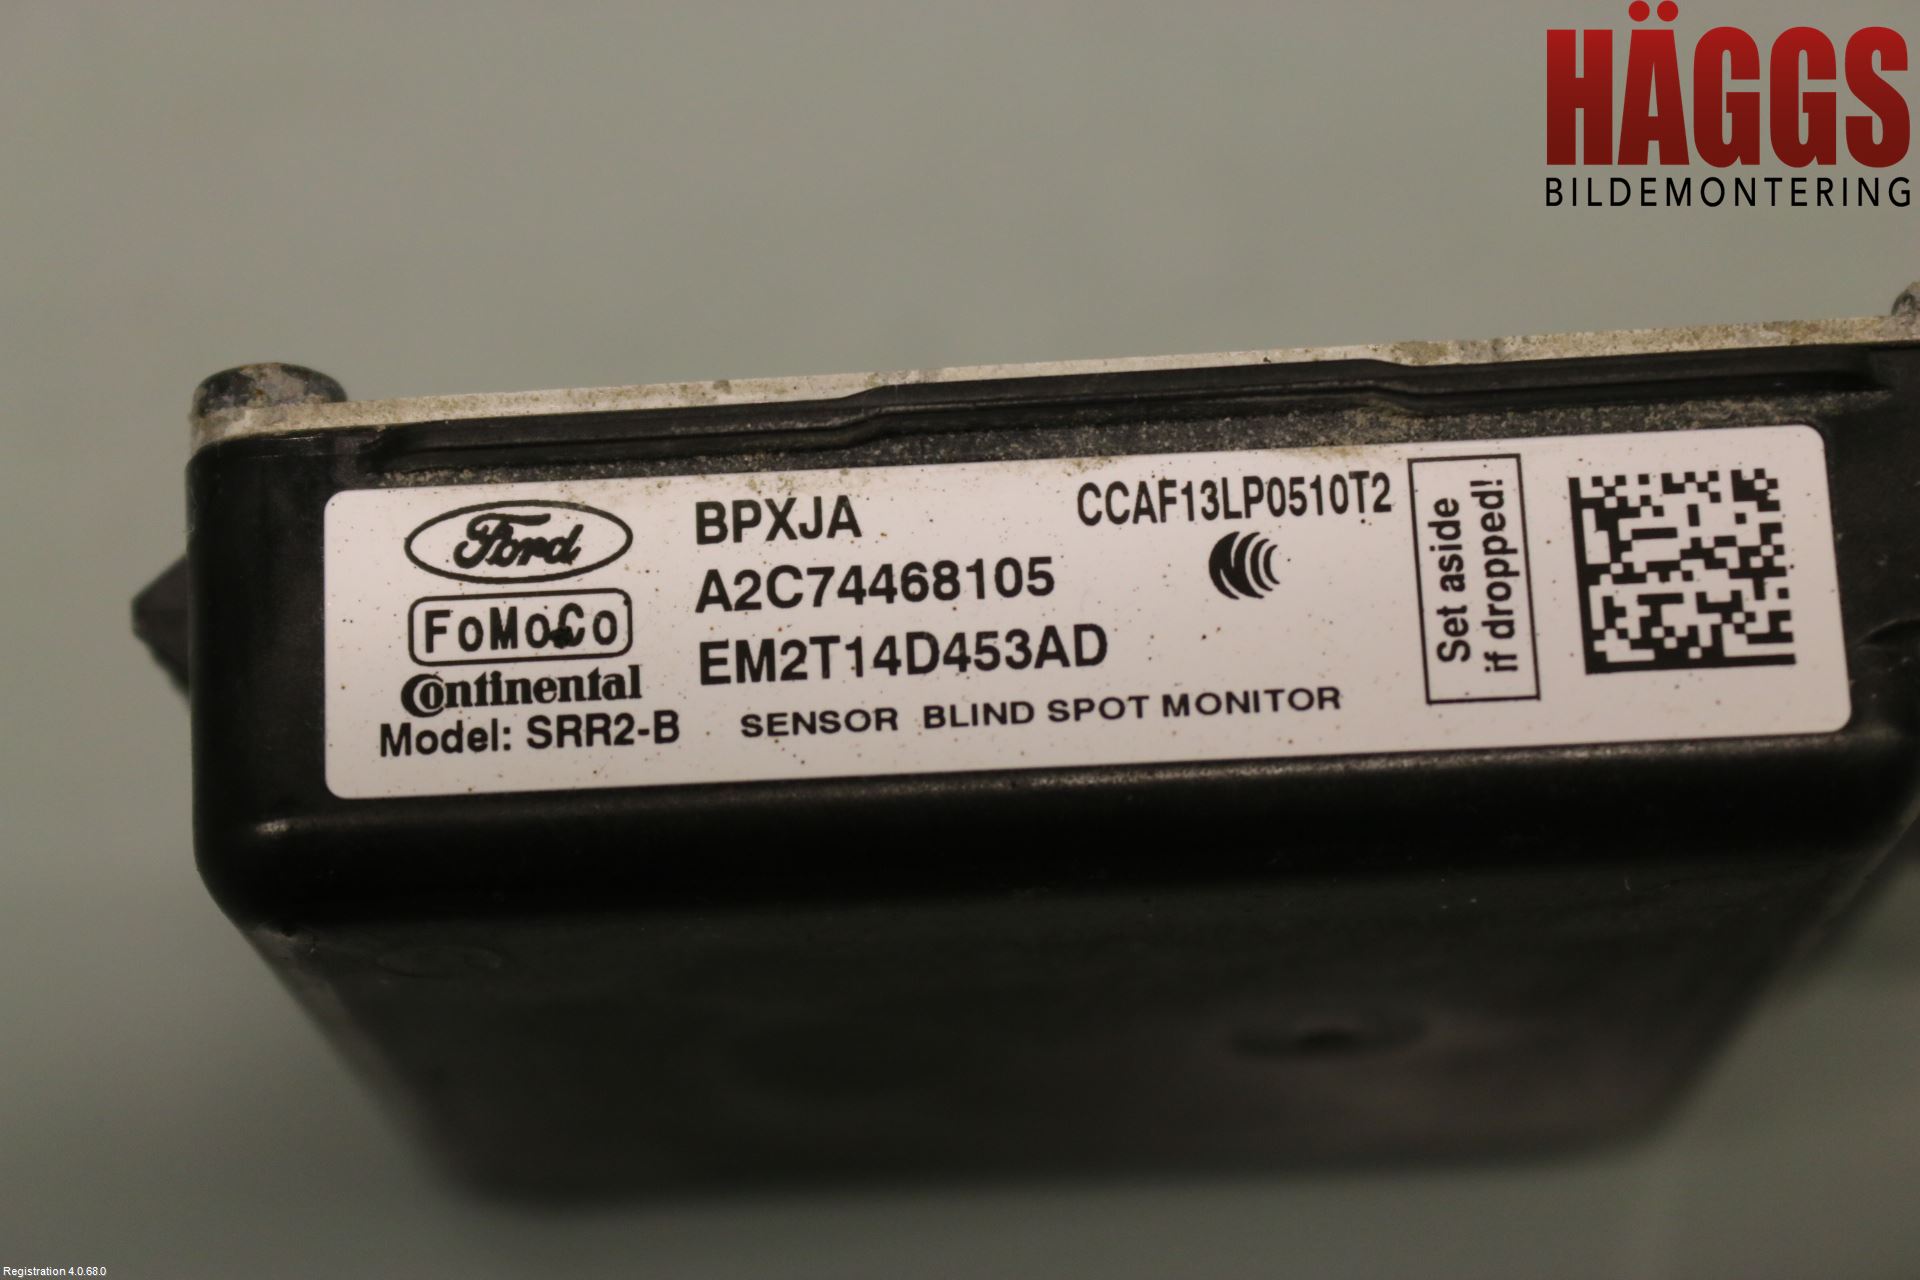 HÄGGS
BILDEMONTERING
Ford
FoMoCo
Continental
Model: SRR2-B
BPXJA
A2C74468105
EM2T14D453AD
SENSOR BLIND SPOT MONITOR
CCAF13LP0510T2
Set aside
if dropped!
Registration 4.0.68.0